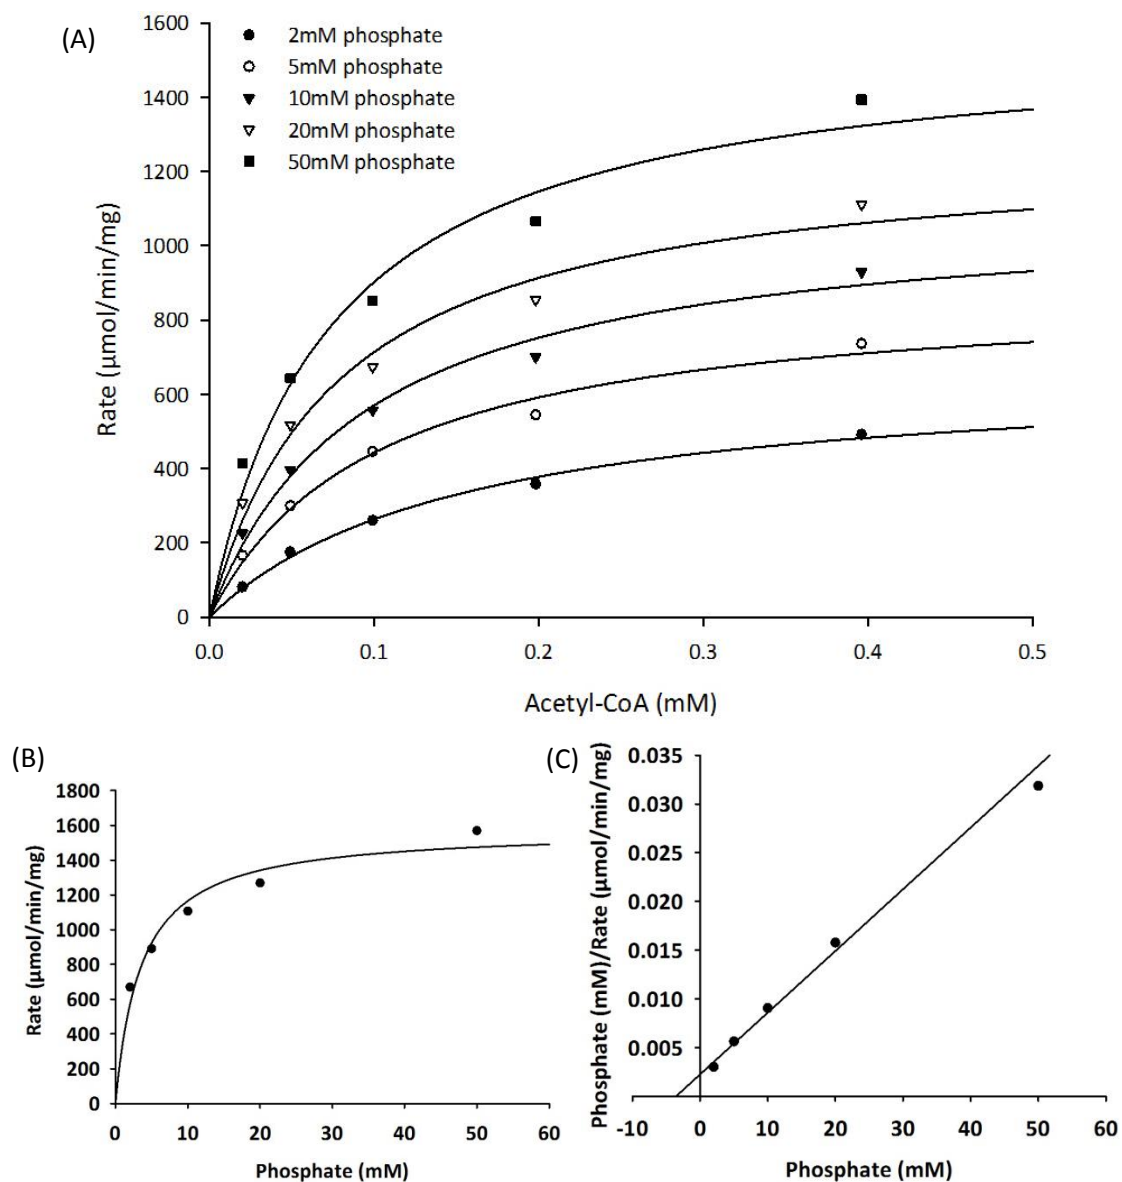 (A)
1600
1400
1200
1000
800
600
400
200
0
Rate (µmol/min/mg)
2mM phosphate
5mM phosphate
10mM phosphate
20mM phosphate
50mM phosphate
0.0 0.1 0.2 0.3 0.4 0.5
Acetyl-CoA (mM)
(B)
1800
1600
1400
1200
1000
800
600
400
200
0
Rate (µmol/min/mg)
0 10 20 30 40 50 60
Phosphate (mM)
(C)
0.035
0.030
0.025
0.020
0.015
0.010
0.005
Phosphate (mM)/Rate (µmol/min/mg)
-10 0 10 20 30 40 50 60
Phosphate (mM)